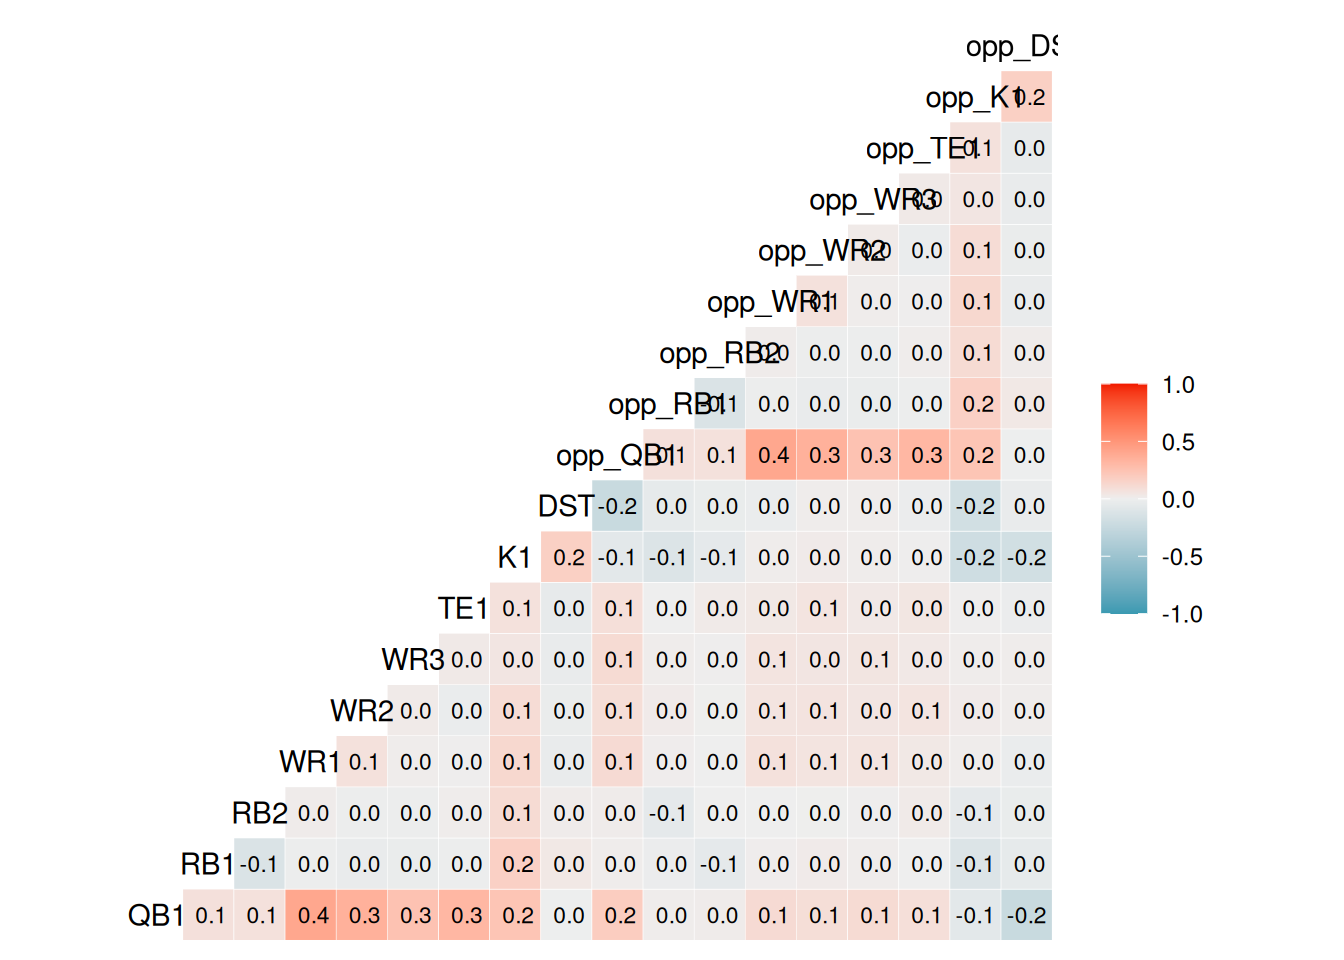 opp_DS
opp_K1 0.2
opp_TE1 0.1 0.0
opp_WR3 0.0 0.0 0.0
opp_WR2 0.0 0.0 0.1 0.0
opp_WR1 0.1 0.0 0.0 0.1 0.0
opp_RB2 0.0 0.0 0.0 0.0 0.1 0.0
opp_RB1 -0.1 0.0 0.0 0.0 0.0 0.2 0.0
opp_QB1 0.1 0.1 0.4 0.3 0.3 0.3 0.2 0.0
DST -0.2 0.0 0.0 0.0 0.0 0.0 0.0 -0.2 0.0
K1 0.2 -0.1 -0.1 -0.1 0.0 0.0 0.0 0.0 -0.2 -0.2
TE1 0.1 0.0 0.1 0.0 0.0 0.0 0.1 0.0 0.0 0.0 0.0
WR3 0.0 0.0 0.0 0.1 0.0 0.0 0.1 0.0 0.1 0.0 0.0 0.0
WR2 0.0 0.0 0.1 0.0 0.1 0.0 0.0 0.1 0.1 0.0 0.1 0.0 0.0
WR1 0.1 0.0 0.0 0.1 0.0 0.1 0.0 0.0 0.1 0.1 0.1 0.0 0.0 0.0
RB2 0.0 0.0 0.0 0.0 0.1 0.0 0.0 -0.1 0.0 0.0 0.0 0.0 0.0 -0.1 0.0
RB1 -0.1 0.0 0.0 0.0 0.0 0.2 0.0 0.0 0.0 -0.1 0.0 0.0 0.0 0.0 -0.1 0.0
QB1 0.1 0.1 0.4 0.3 0.3 0.3 0.2 0.0 0.2 0.0 0.0 0.1 0.1 0.1 0.1 -0.1 -0.2
1.0
0.5
0.0
-0.5
-1.0